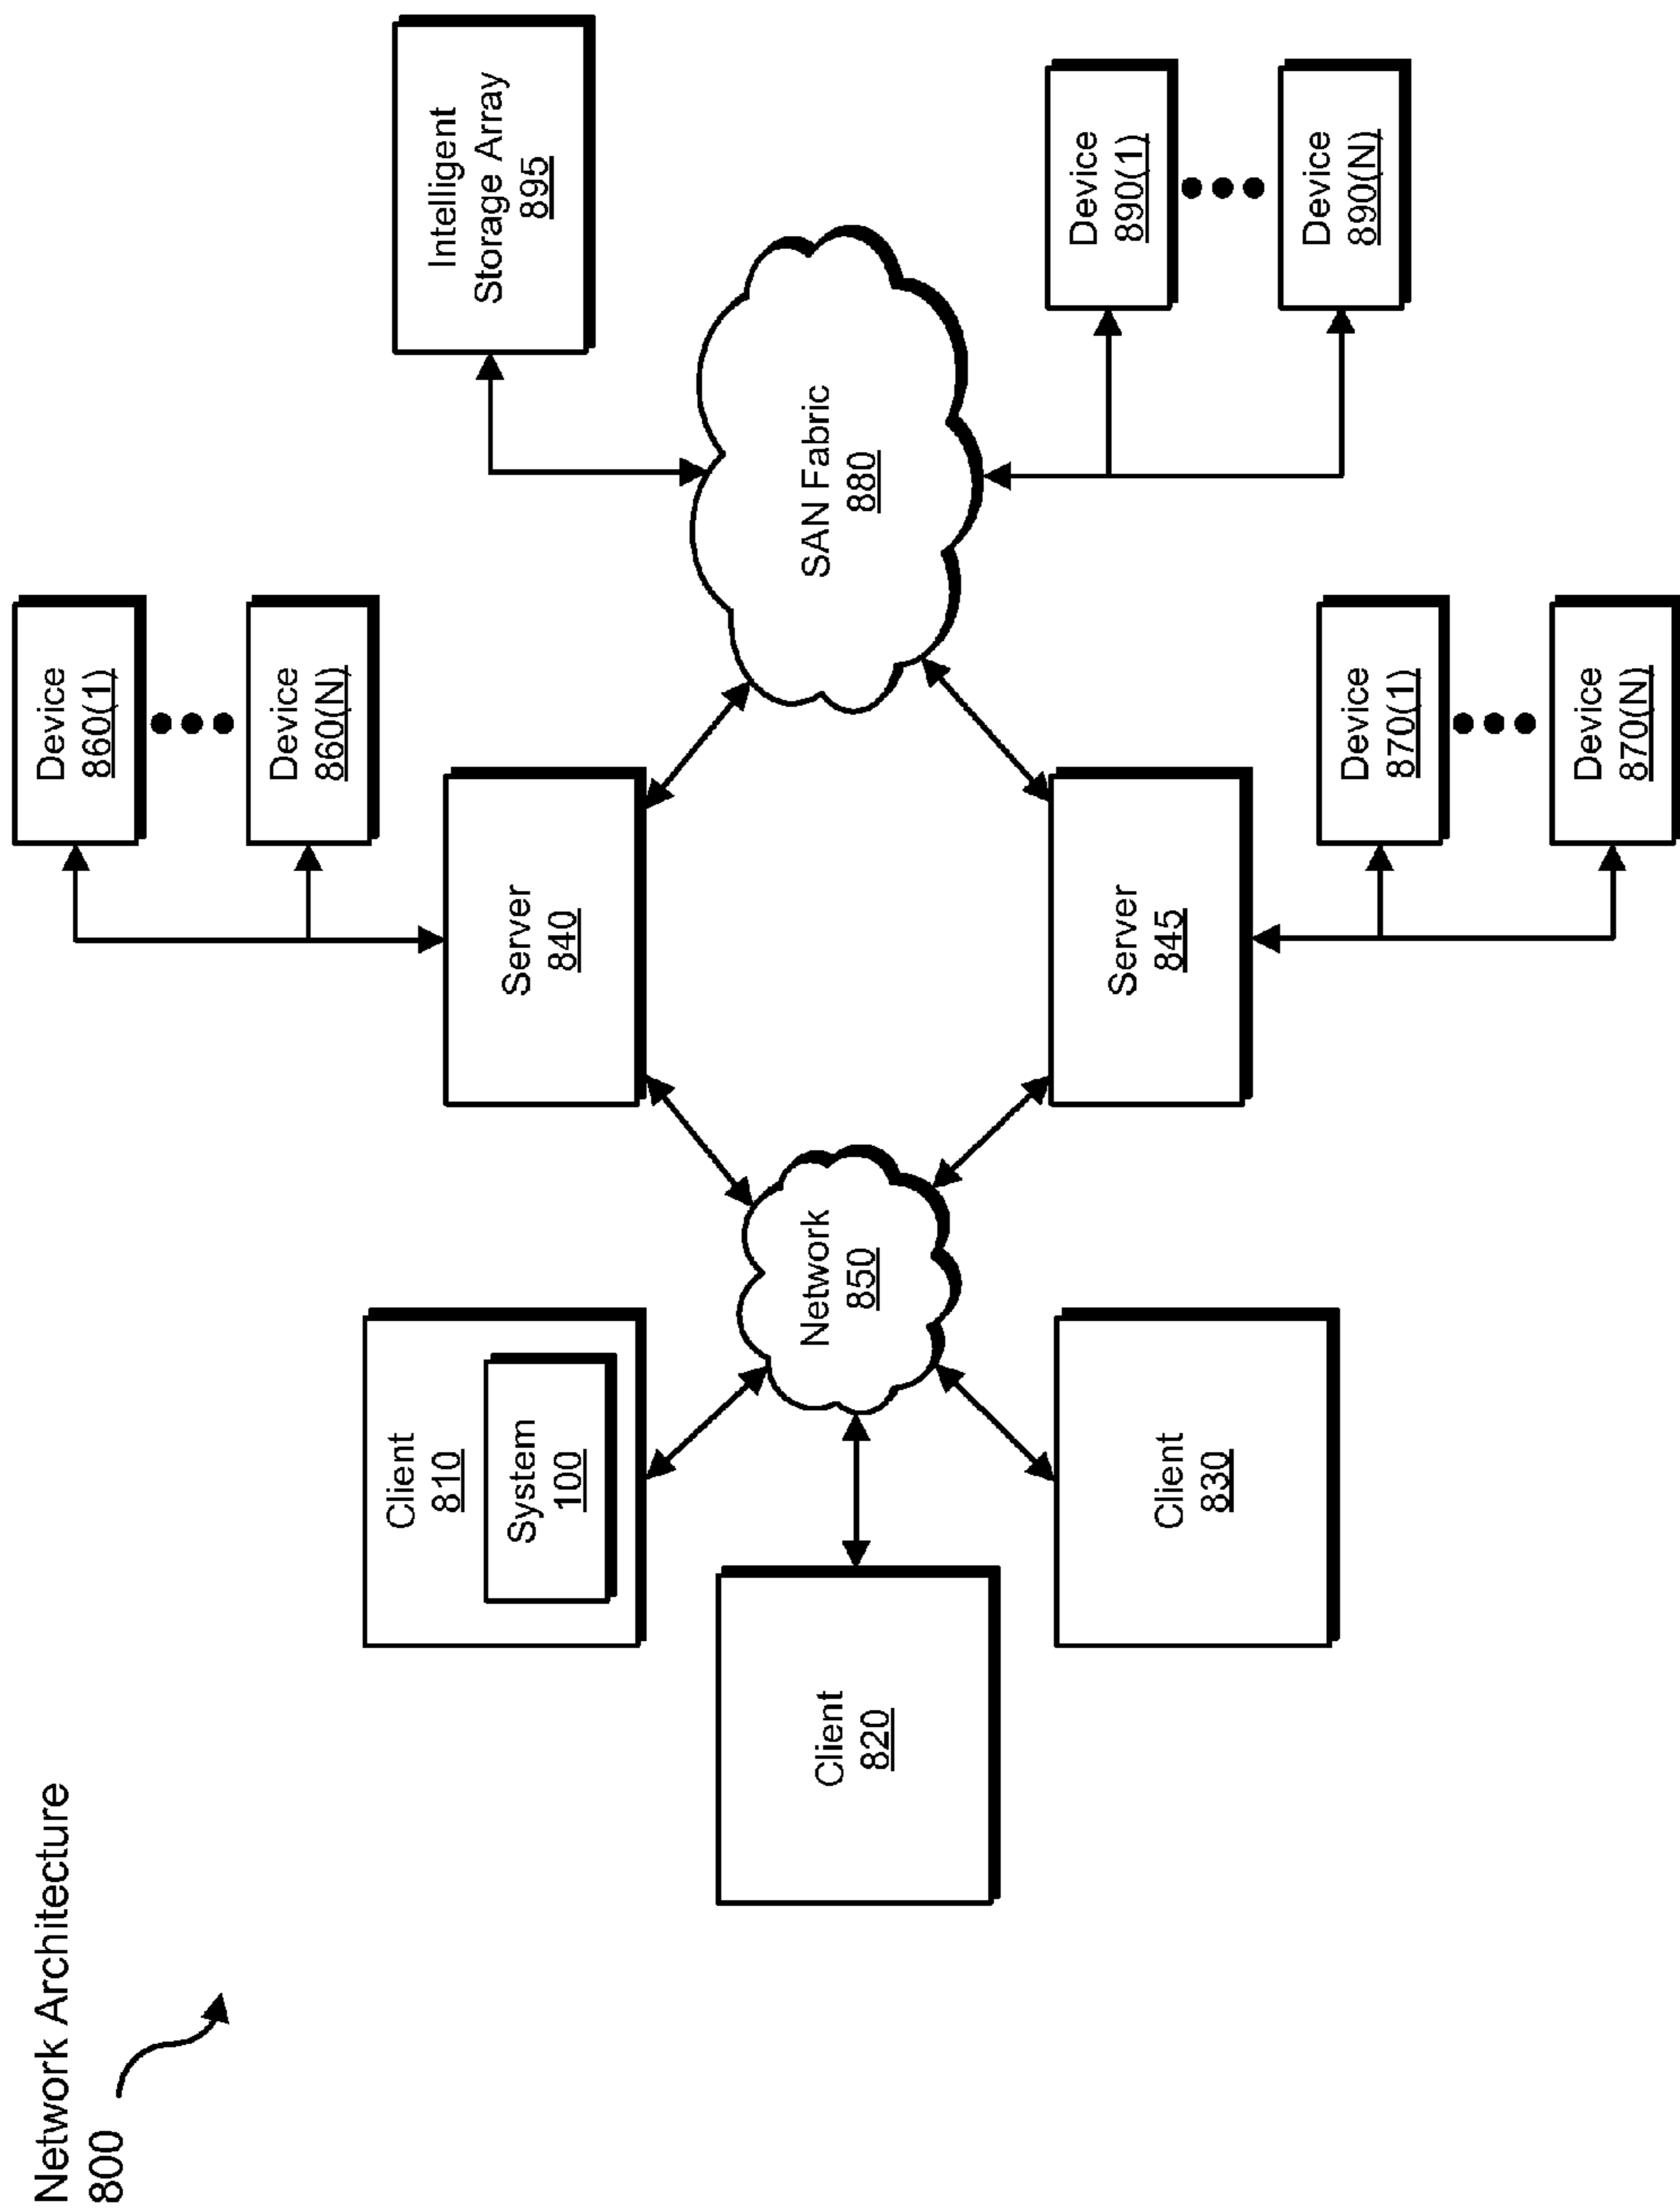 Network Architecture
800
Client
810
System
100
Client
820
Client
830
Network
850
Server
840
Server
845
Device
860(1)
Device
860(N)
Device
870(1)
Device
870(N)
SAN Fabric
880
Intelligent
Storage Array
895
Device
890(1)
Device
890(N)